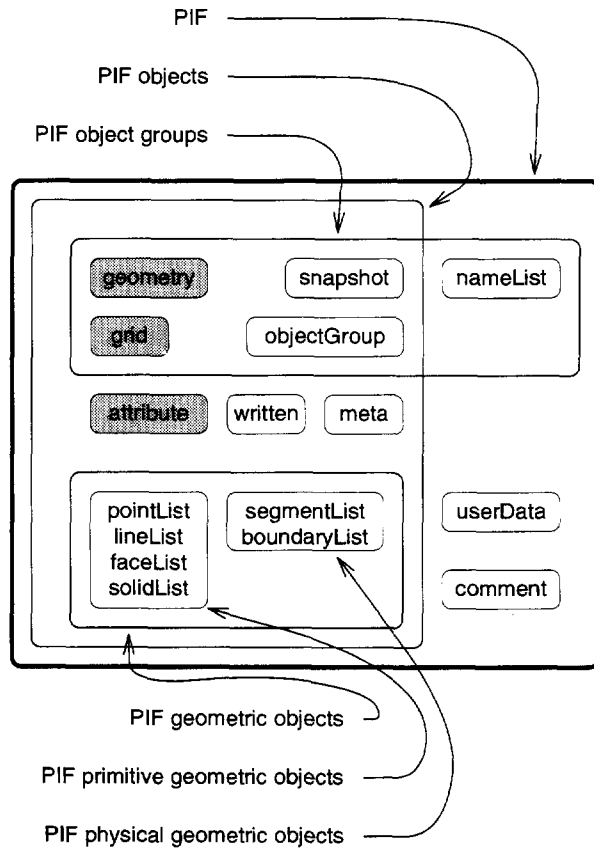 PIF
PIF objects
PIF object groups
geometry
snapshot
nameList
grid
objectGroup
attribute
written
meta
pointList
lineList
faceList
solidList
segmentList
boundaryList
userData
comment
PIF geometric objects
PIF primitive geometric objects
PIF physical geometric objects